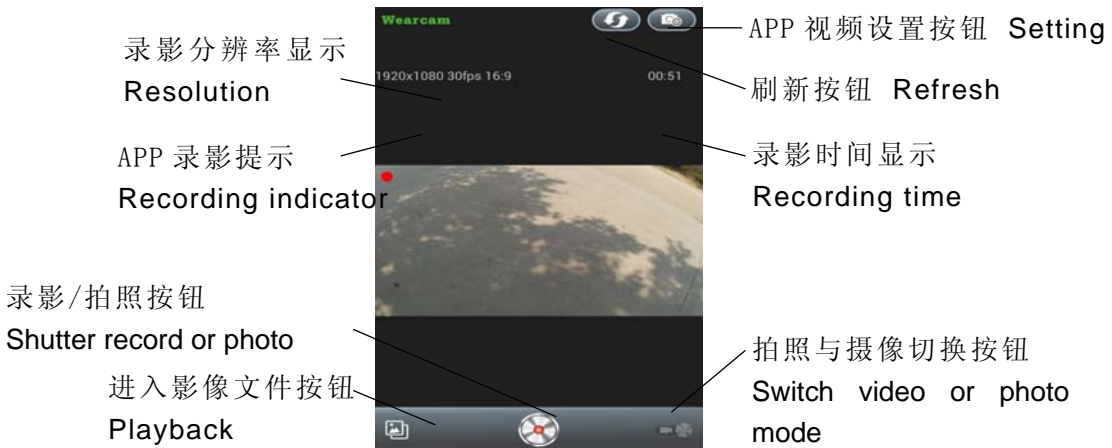 Wearcam
1920x1080 30fps 16:9
00:51
录影分辨率显示
Resolution
APP 录影提示
Recording indicator
录影/拍照按钮
Shutter record or photo
进入影像文件按钮
Playback
APP 视频设置按钮 Setting
刷新按钮 Refresh
录影时间显示
Recording time
拍照与摄像切换按钮
Switch video or photo
mode